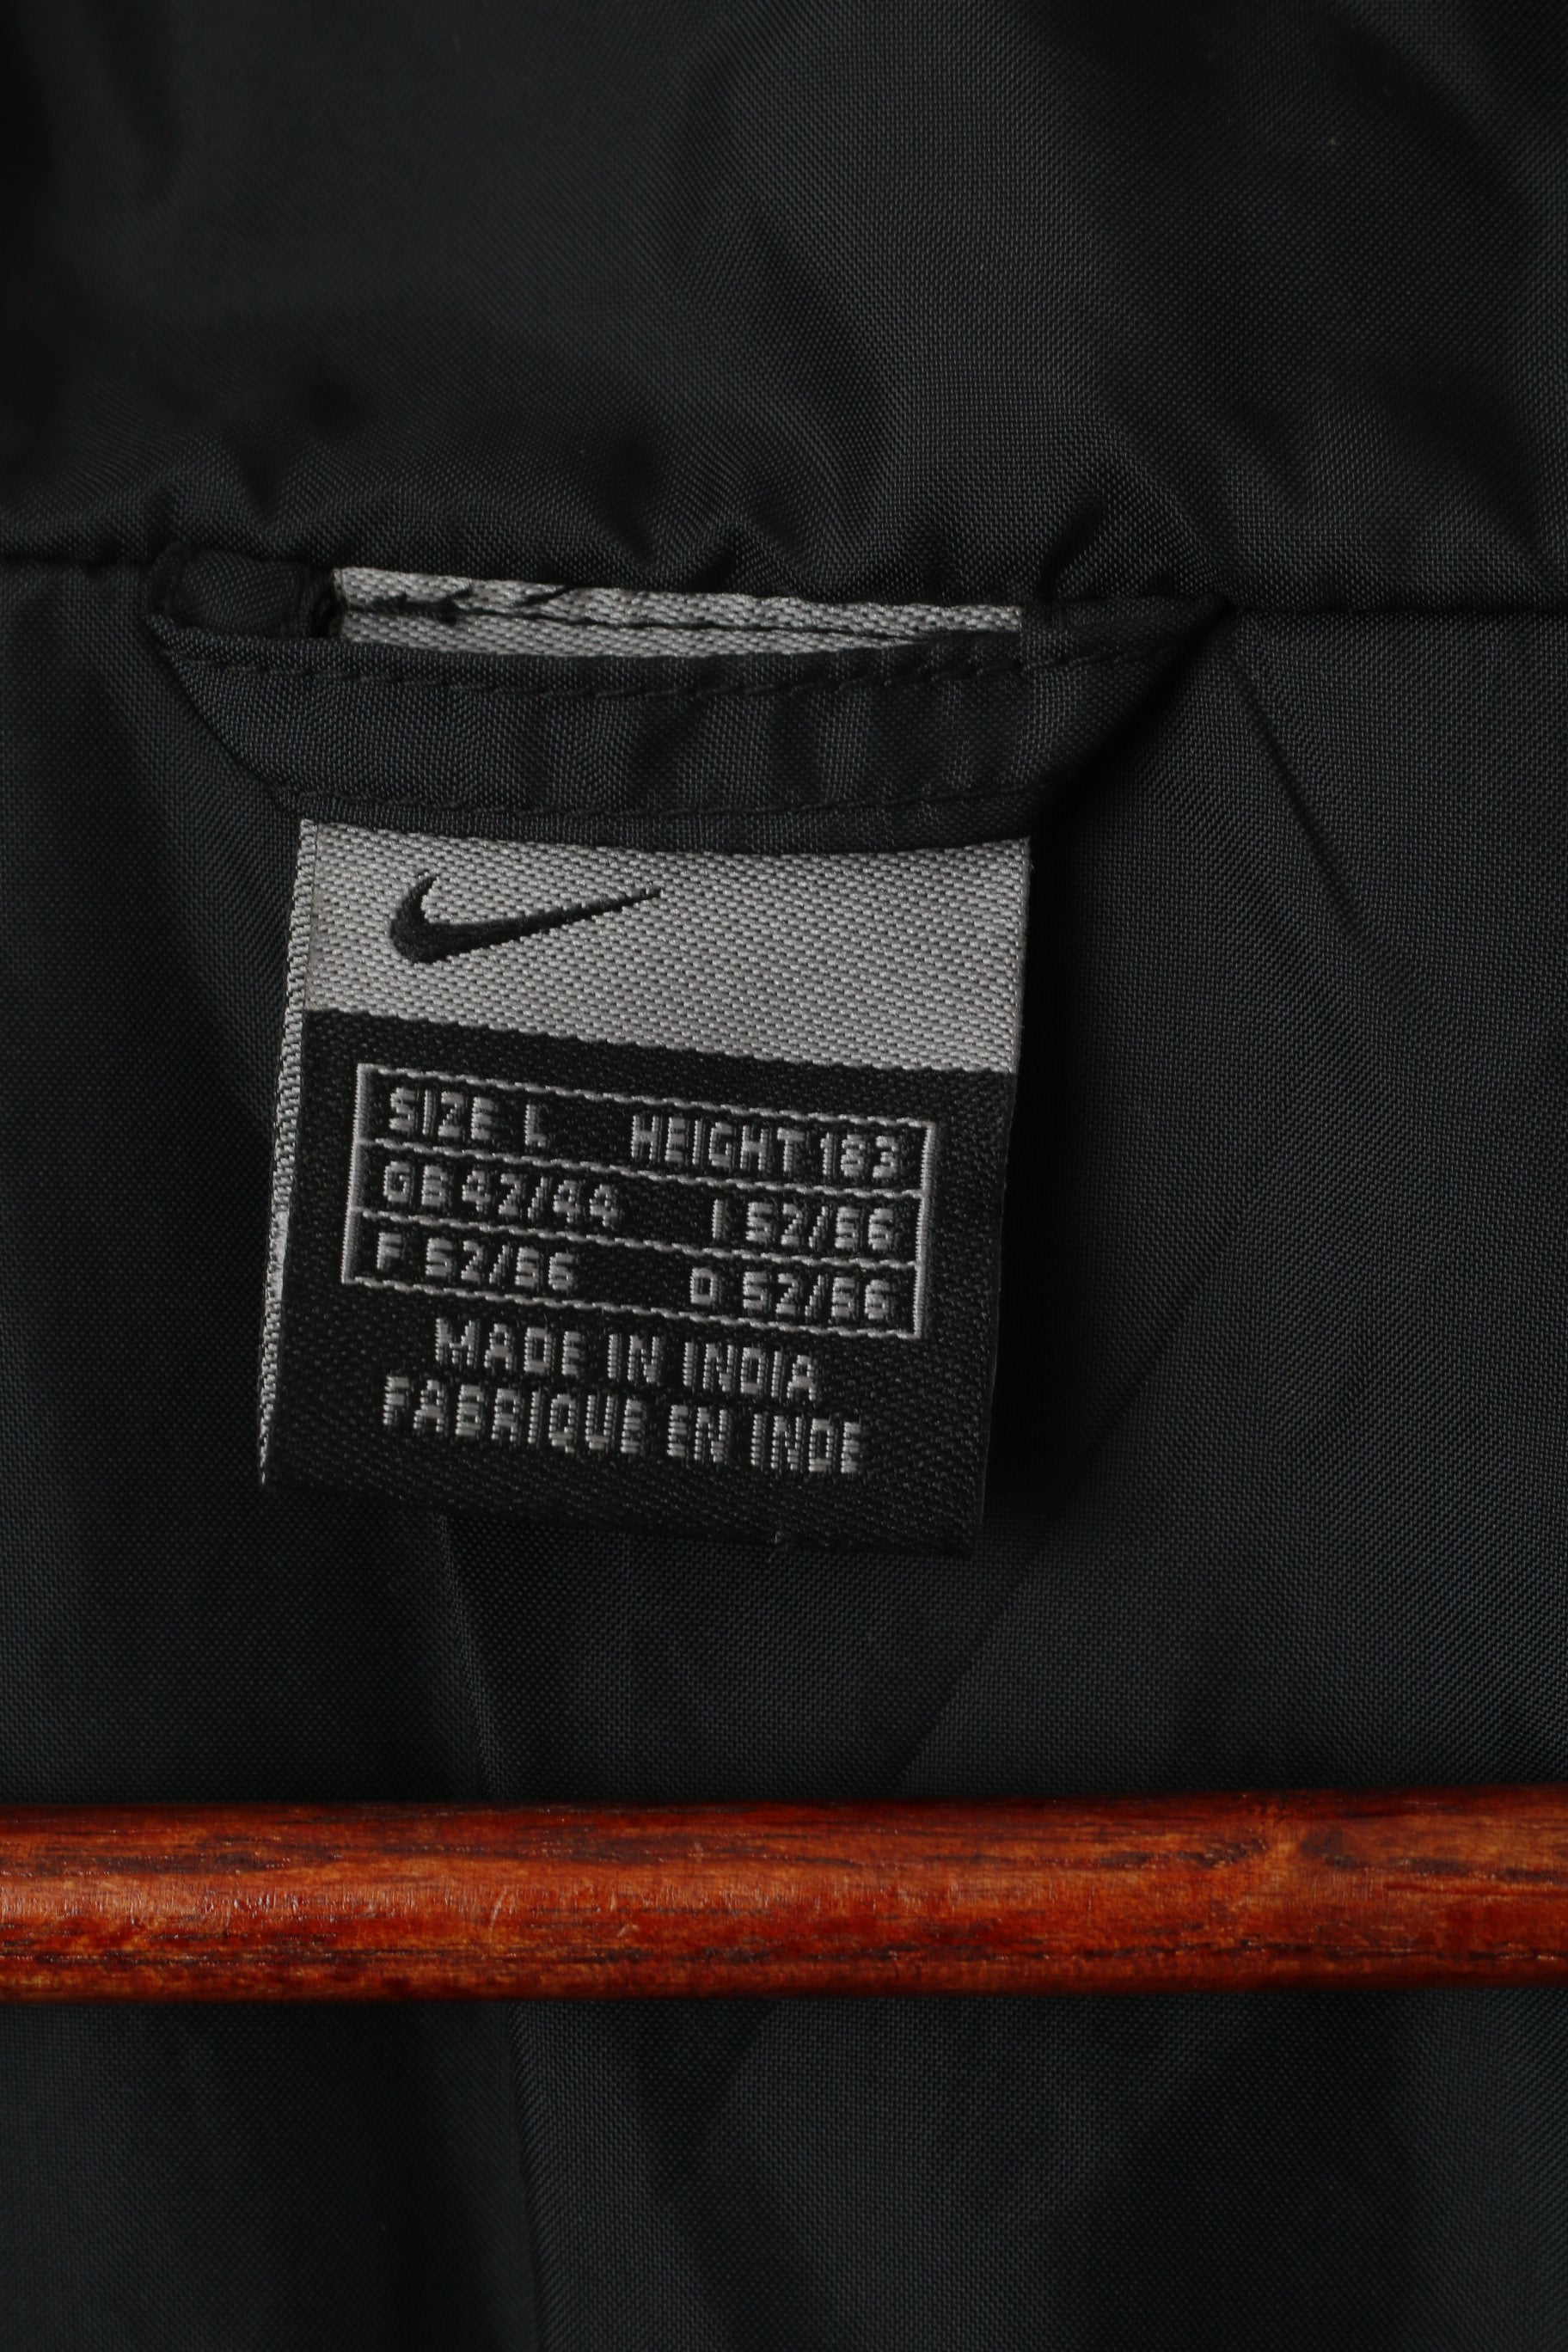 SIZE L HEIGHT 183
GB 42/44 I 52/56
F 52/56 D 52/56
MADE IN INDIA
FABRIQUE EN INDE